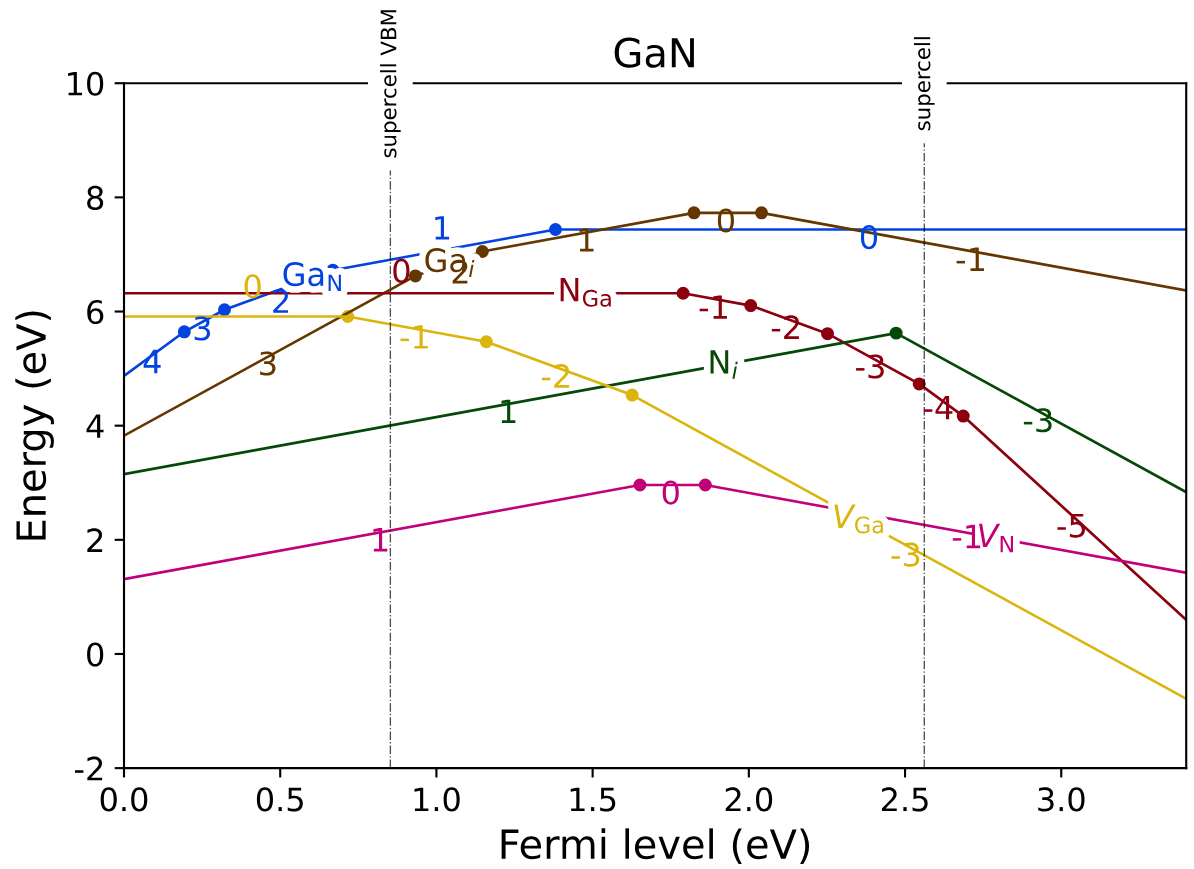 supercell VBM
supercell
GaN
10
8
6
4
2
0
-2
Energy (eV)
0.0 0.5 1.0 1.5 2.0 2.5 3.0
Fermi level (eV)
1
0
1
0
-1
Ga_N
0
2
0
Ga_i
2
N_Ga
-1
-2
-3
-4
-5
4
3
3
-1
-2
N_i
1
-3
0
1
V_Ga
-3
-1
V_N